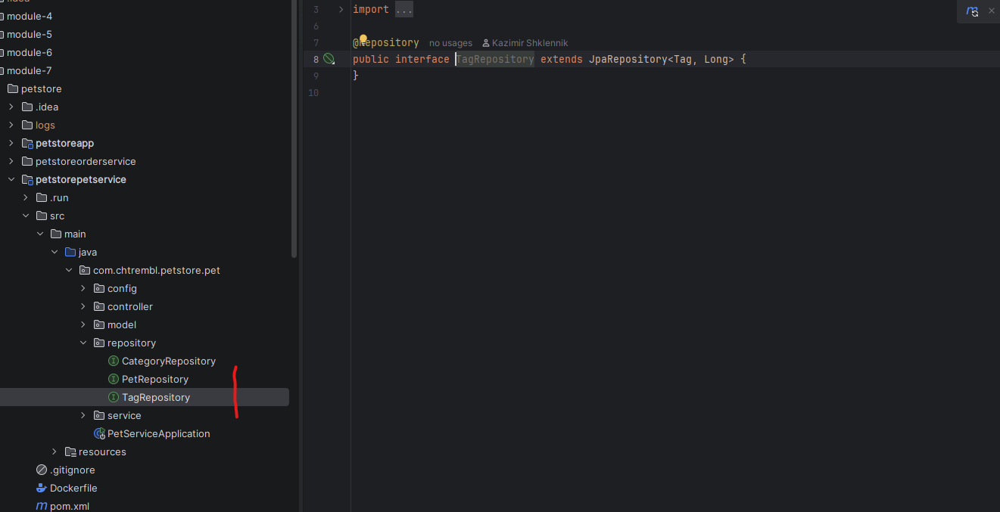 .idea
module-4
module-5
module-6
module-7
petstore
.idea
logs
petstoreapp
petstoreorderservice
petstorepetservice
.run
src
main
java
com.chtrembl.petstore.pet
config
controller
model
repository
CategoryRepository
PetRepository
TagRepository
service
PetServiceApplication
resources
.gitignore
Dockerfile
pom.xml
3 import ...
6
7 @Repository no usages Kazimir Shklennik
8 public interface TagRepository extends JpaRepository<Tag, Long> {
9 }
10